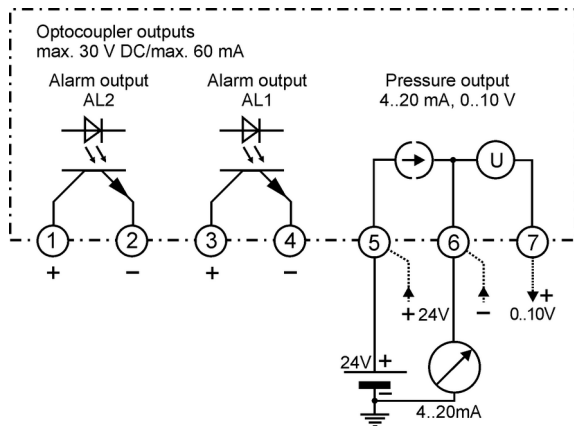 Optocoupler outputs
max. 30 V DC/max. 60 mA
Alarm output
AL2
Alarm output
AL1
Pressure output
4..20 mA, 0..10 V
U
1
2
3
4
5
6
7
+
−
+
−
+ 24V
−
+
0..10V
24V
+
−
4..20mA